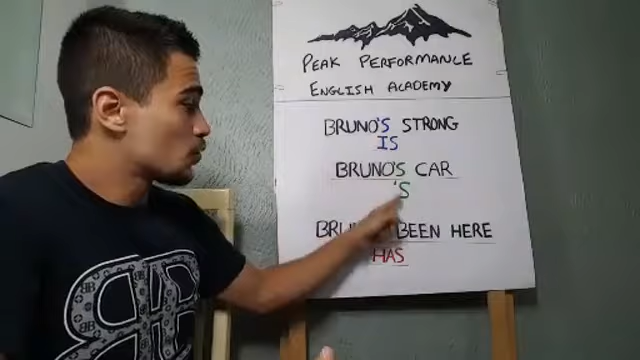 PEAK PERFORMANCE
ENGLISH ACADEMY
BRUNO'S STRONG
IS
BRUNO'S CAR
'S
BEEN HERE
HAS